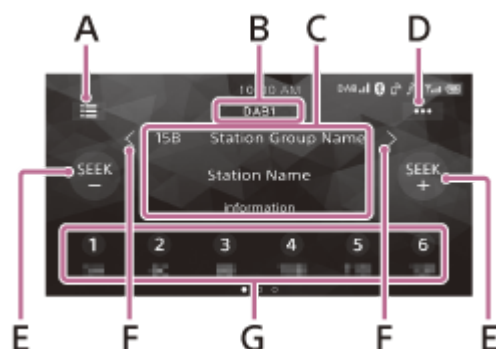 A B C D
10:00 AM DAB
DAB1
15B Station Group Name
SEEK − SEEK +
Station Name
information
1 2 3 4 5 6
E F G F E